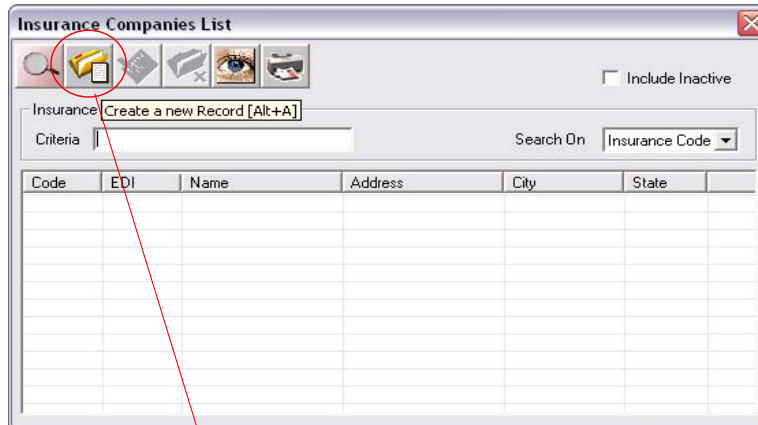 Insurance Companies List
Include Inactive
Insurance
Create a new Record [Alt+A]
Criteria Search On Insurance Code
Code EDI Name Address City State